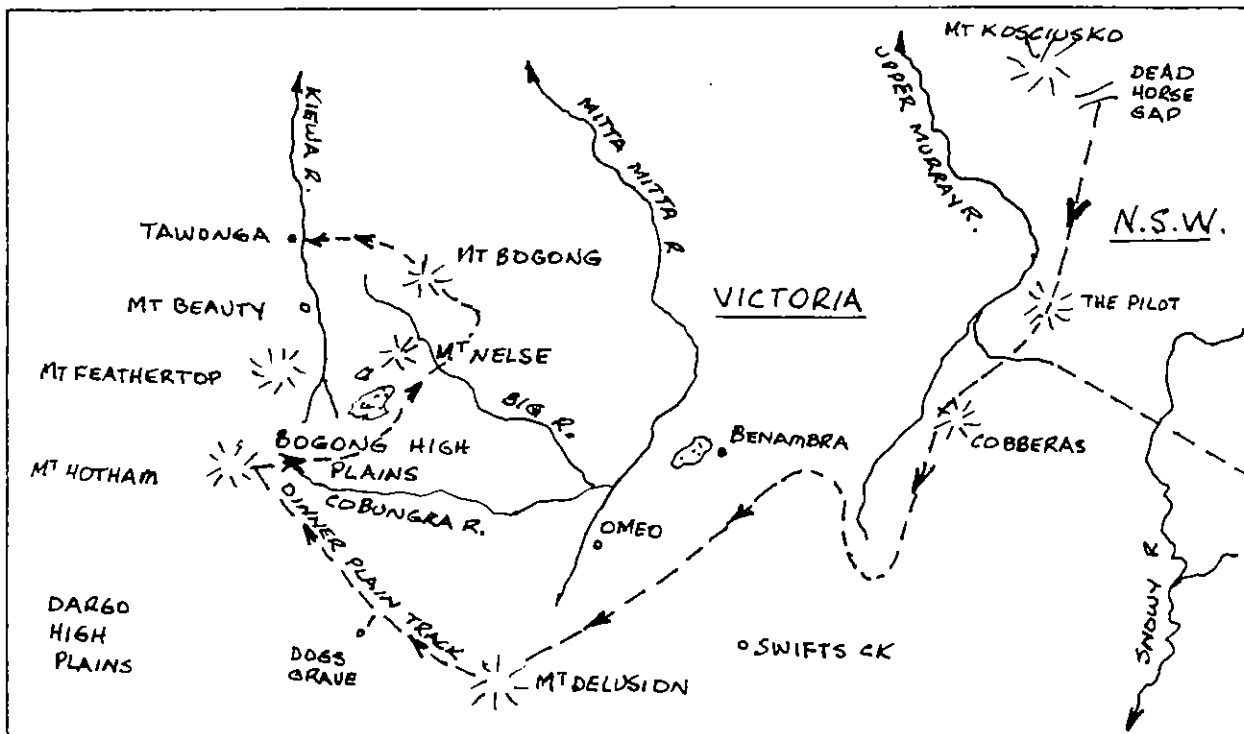 MT KOSCIUSKO
DEAD
HORSE
GAP
KIEWA R.
MITTA MITTA R
UPPER MURRAY R.
N.S.W.
TAWONGA
MT BOGONG
VICTORIA
THE PILOT
MT BEAUTY
MT NELSE
MT FEATHERTOP
BIG R.
BENAMBRA
COBBERAS
BOGONG HIGH
PLAINS
MT HOTHAM
COBUNGRA R.
OMEO
DINNER PLAIN TRACK
SNOWY R
DARGO
HIGH
PLAINS
DOGS
GRAVE
SWIFTS CK
MT DELUSION